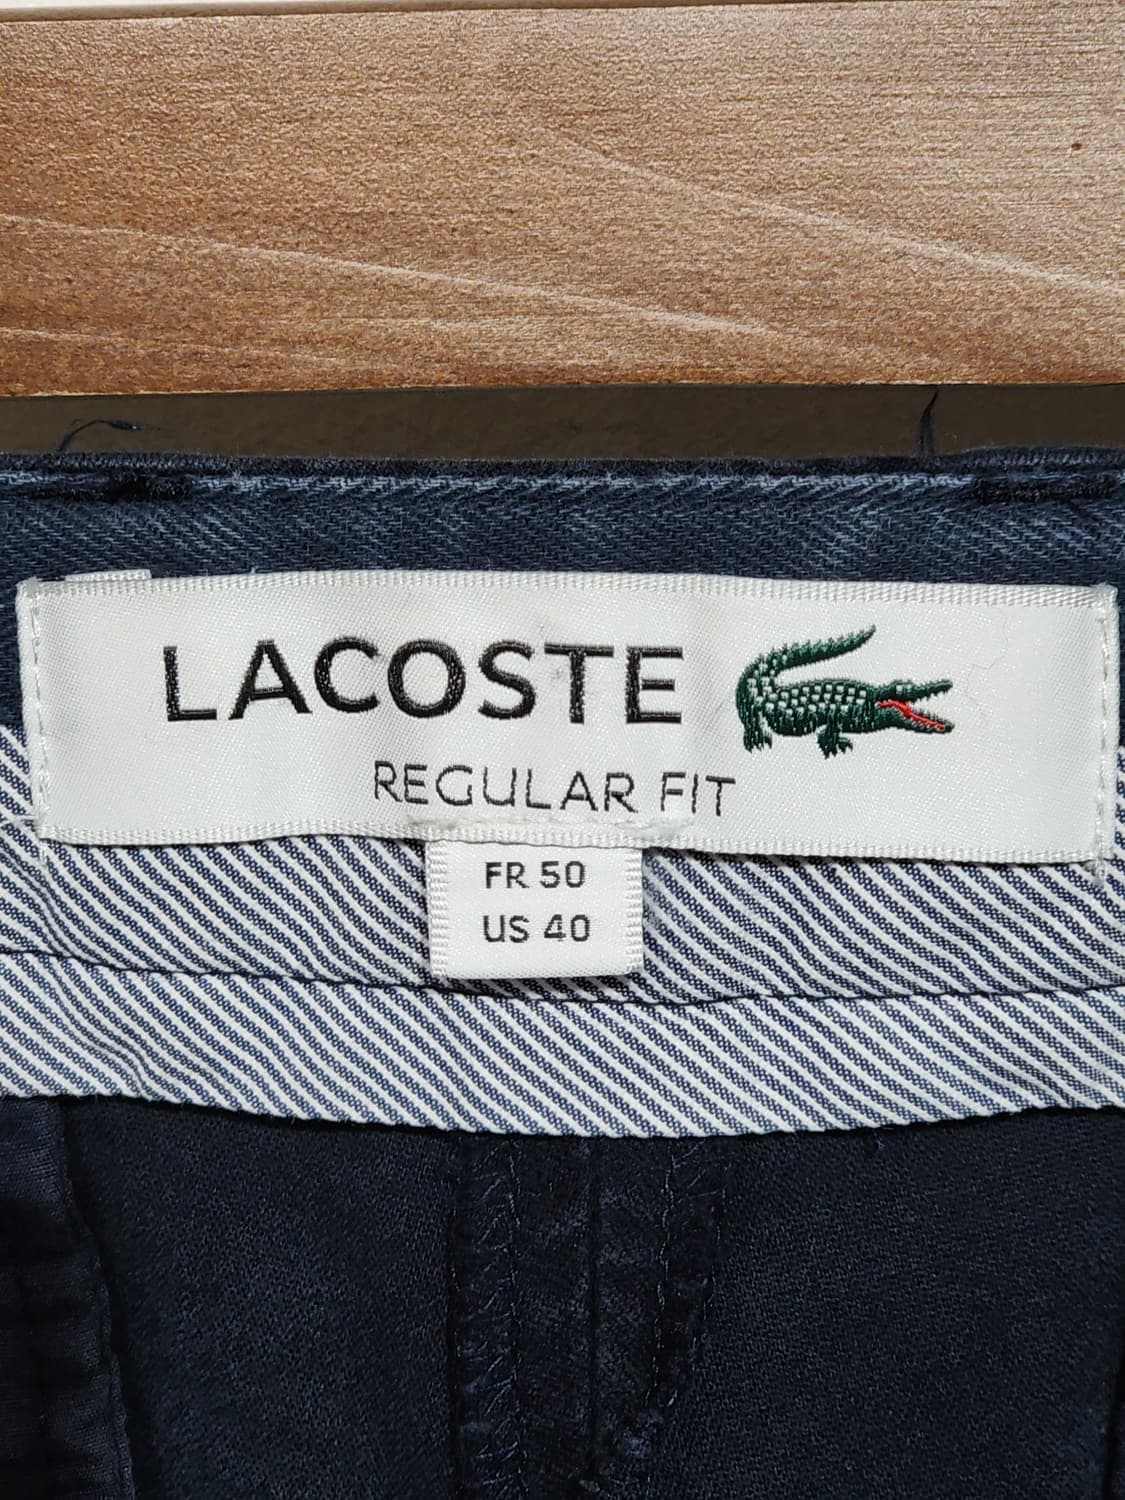 LACOSTE
REGULAR FIT
FR 50
US 40